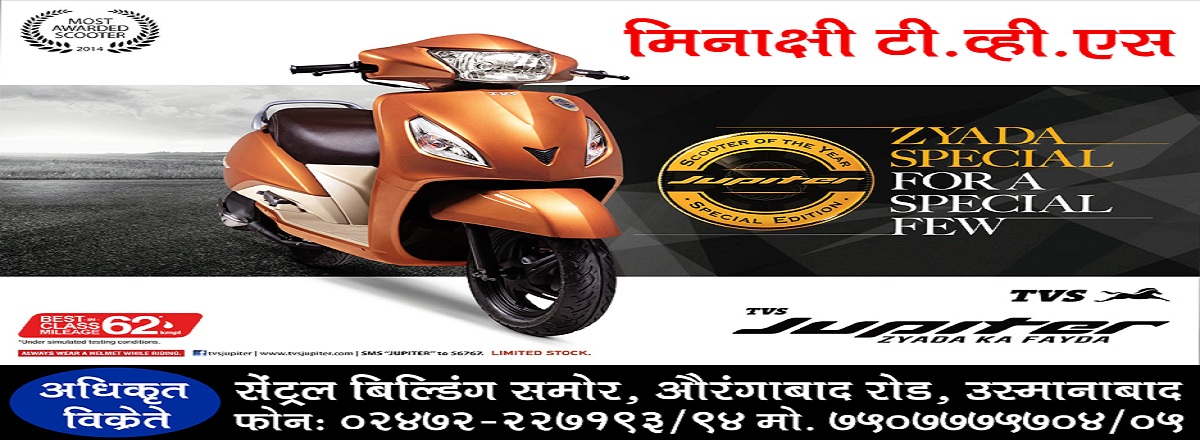 MOST
AWARDED
SCOOTER
2014
मिनाक्षी टी.व्ही.एस
TVS
SCOOTER OF THE YEAR
JUPITER
SPECIAL EDITION
ZYADA
SPECIAL
FOR A
SPECIAL
FEW
TVS
TVS
JUPITER
ZYADA KA FAYDA
BEST-IN-
CLASS
MILEAGE
62* kmpl
*Under simulated testing conditions.
ALWAYS WEAR A HELMET WHILE RIDING.
tvsjupiter | www.tvsjupiter.com | SMS "JUPITER" to 56767. LIMITED STOCK.
अधिकृत
विक्रेते
सेंट्रल बिल्डिंग समोर, औरंगाबाद रोड, उस्मानाबाद
फोन: ०२४७२-२२७१९३/९४ मो. ७५०७७७५७०४/०५